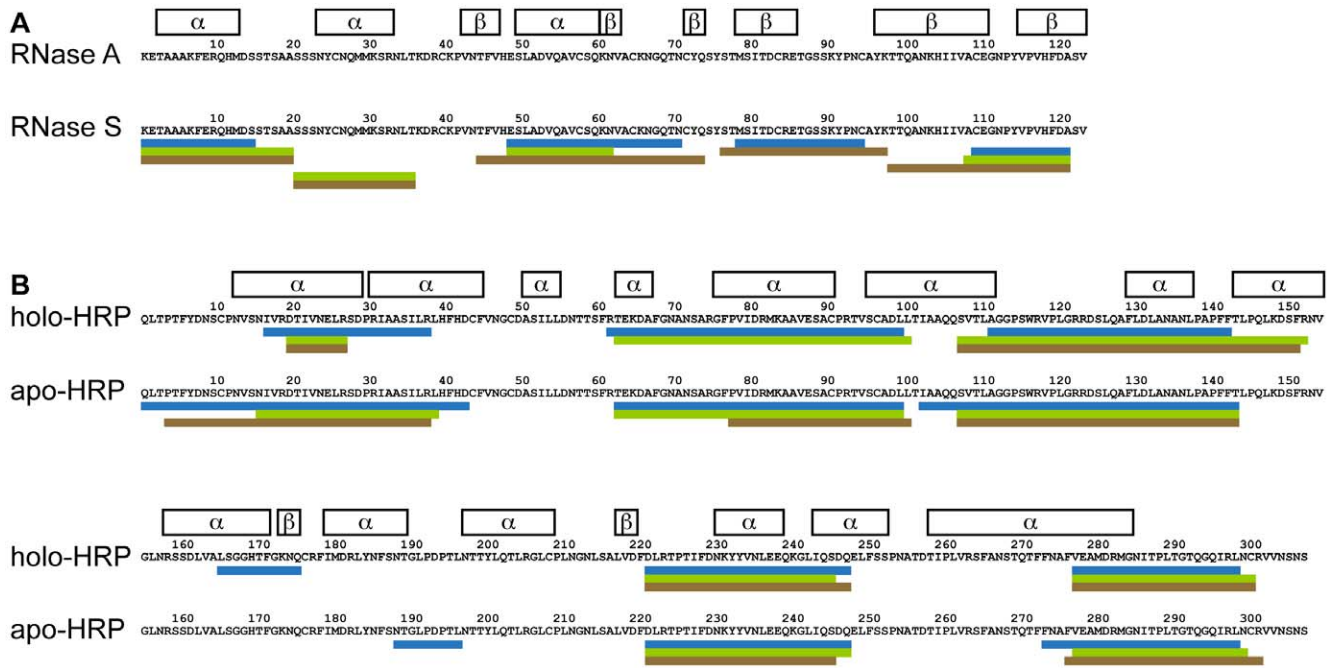 A α α β α β β β β β
10 20 30 40 50 60 70 80 90 100 110 120
RNase A KETAAAKFERQHMDSSTSAASSSNYCNQMMKSRNLTKDRCKPVNTFVHESLADVQAVCSQKNVACKNGQTNCYQSYSTMSITDCRETGSSKYPNCAYKTTQANKHIIVACEGNPYVPVHFDASV
10 20 30 40 50 60 70 80 90 100 110 120
RNase S KETAAAKFERQHMDSSTSAASSSNYCNQMMKSRNLTKDRCKPVNTFVHESLADVQAVCSQKNVACKNGQTNCYQSYSTMSITDCRETGSSKYPNCAYKTTQANKHIIVACEGNPYVPVHFDASV
B α α α α α α α α
10 20 30 40 50 60 70 80 90 100 110 120 130 140 150
holo-HRP QLTPTFYDNSCPNVSNIVRDTIVNELRSDPRIAASILRLHFHDCFVNGCDASILLDNTTSFRTEKDAFGNANSARGFPVIDRMKAAVESACPRTVSCADLLTIAAQQSVTLAGGPSWRVPLGRRDSLQAFLDLANANLPAPFFTLPQLKDSFRNV
10 20 30 40 50 60 70 80 90 100 110 120 130 140 150
apo-HRP QLTPTFYDNSCPNVSNIVRDTIVNELRSDPRIAASILRLHFHDCFVNGCDASILLDNTTSFRTEKDAFGNANSARGFPVIDRMKAAVESACPRTVSCADLLTIAAQQSVTLAGGPSWRVPLGRRDSLQAFLDLANANLPAPFFTLPQLKDSFRNV
α β α α β α α α
160 170 180 190 200 210 220 230 240 250 260 270 280 290 300
holo-HRP GLNRSSDLVALSGGHTFGKNQCRFIMDRLYNFSNTGLPDPTLNTTYLQTLRGLCPLNGNLSALVDFDLRTPTIFDNKYYVNLEEQKGLIQSDQELFSSPNATDTIPLVRSFANSTQTFFNAFVEAMDRMGNITPLTGTQGQIRLNCRVVNSNS
160 170 180 190 200 210 220 230 240 250 260 270 280 290 300
apo-HRP GLNRSSDLVALSGGHTFGKNQCRFIMDRLYNFSNTGLPDPTLNTTYLQTLRGLCPLNGNLSALVDFDLRTPTIFDNKYYVNLEEQKGLIQSDQELFSSPNATDTIPLVRSFANSTQTFFNAFVEAMDRMGNITPLTGTQGQIRLNCRVVNSNS